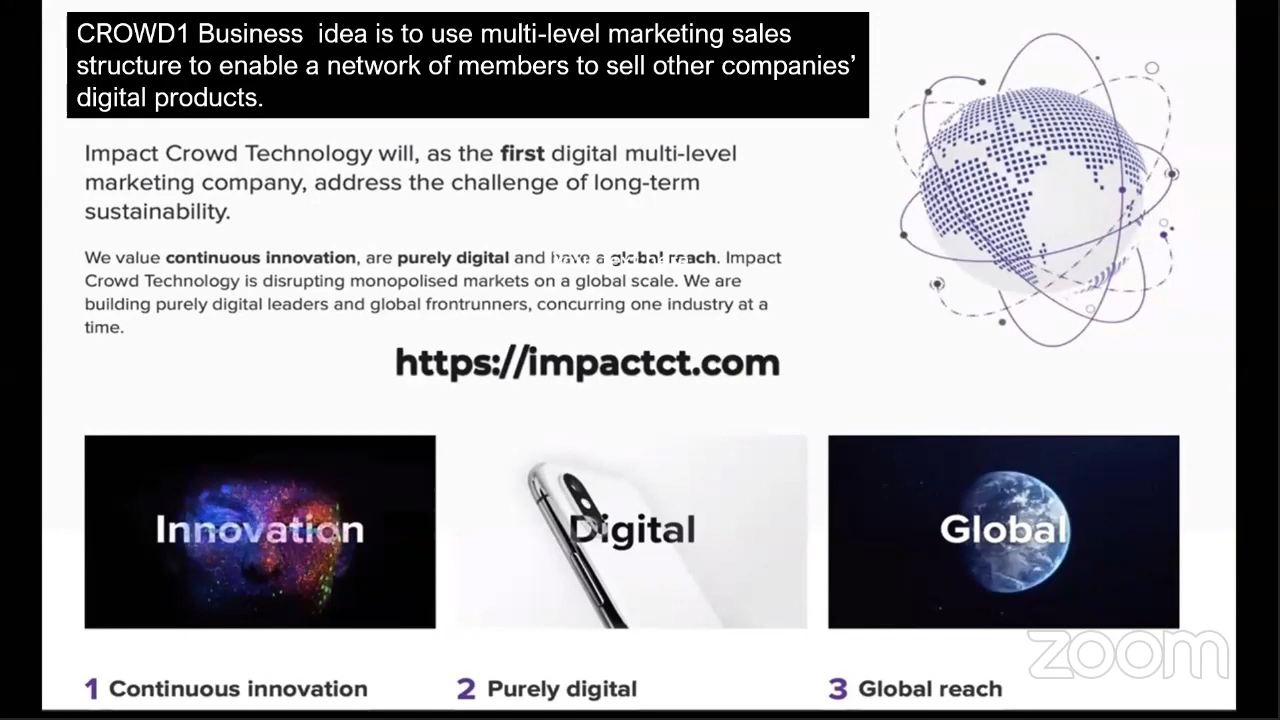 CROWD1 Business  idea is to use multi-level marketing sales
structure to enable a network of members to sell other companies’
digital products.
Impact Crowd Technology will, as the first digital multi-level
marketing company, address the challenge of long-term
sustainability.
We value continuous innovation, are purely digital and have a global reach. Impact
Crowd Technology is disrupting monopolised markets on a global scale. We are
building purely digital leaders and global frontrunners, concurring one industry at a
time.
https://impactct.com
Innovation
Digital
Global
zoom
1 Continuous innovation
2 Purely digital
3 Global reach